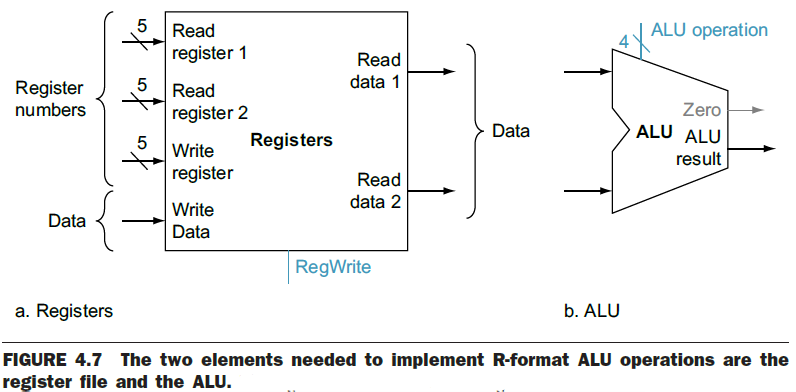 5
Read
register 1
5
Read
register 2
5
Write
register
Write
Data
Register
numbers
Data
Registers
Read
data 1
Read
data 2
Data
RegWrite
a. Registers
4
ALU operation
Zero
ALU
ALU
result
b. ALU
FIGURE 4.7 The two elements needed to implement R-format ALU operations are the
register file and the ALU.